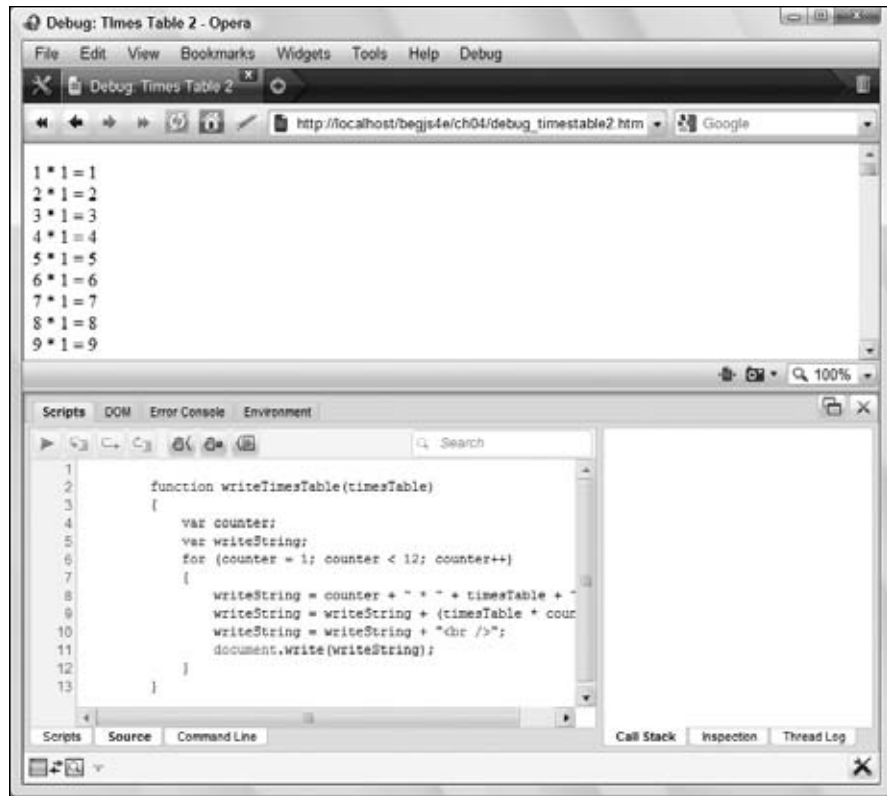 Debug: Times Table 2 - Opera
File Edit View Bookmarks Widgets Tools Help Debug
Debug: Times Table 2
http://localhost/begjs4e/ch04/debug_timestable2.htm Google
1 * 1 = 1
2 * 1 = 2
3 * 1 = 3
4 * 1 = 4
5 * 1 = 5
6 * 1 = 6
7 * 1 = 7
8 * 1 = 8
9 * 1 = 9
100%
Scripts DOM Error Console Environment
Search
1
2 function writeTimesTable(timesTable)
3 {
4 var counter;
5 var writeString;
6 for (counter = 1; counter < 12; counter++)
7 {
8 writeString = counter + " * " + timesTable + "
9 writeString = writeString + (timesTable * coun
10 writeString = writeString + "<br />";
11 document.write(writeString);
12 }
13 }
Scripts Source Command Line Call Stack Inspection Thread Log